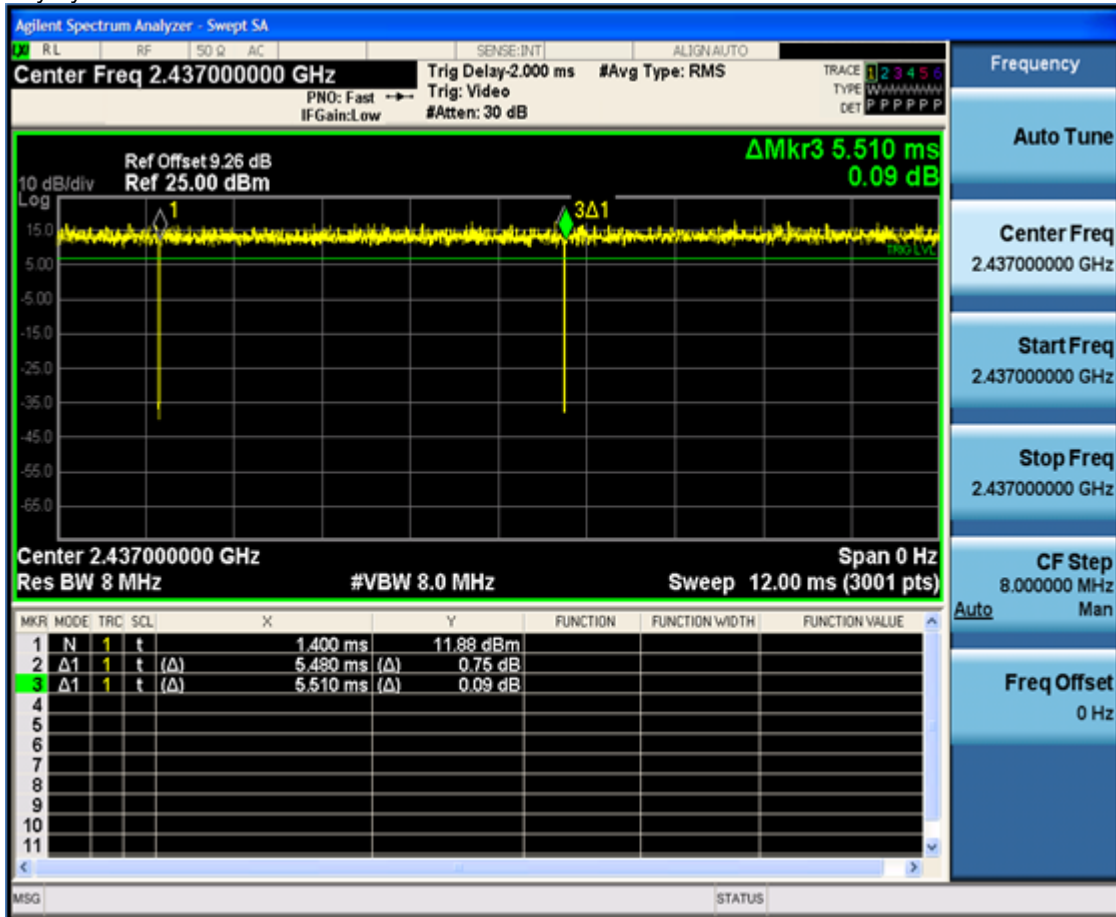 Agilent Spectrum Analyzer - Swept SA
RL RF 50 Ω AC SENSE:INT ALIGNAUTO
Center Freq 2.437000000 GHz
PNO: Fast
IFGain:Low
Trig Delay-2.000 ms
Trig: Video
#Atten: 30 dB
#Avg Type: RMS
TRACE 1 2 3 4 5 6
TYPE WWWWWW
DET P P P P P P
ΔMkr3 5.510 ms
0.09 dB
Ref Offset 9.26 dB
10 dB/div Ref 25.00 dBm
Log
1
3Δ1
15.0
TRIG LVL
5.00
-5.00
-15.0
-25.0
-35.0
-45.0
-55.0
-65.0
Center 2.437000000 GHz Span 0 Hz
Res BW 8 MHz #VBW 8.0 MHz Sweep 12.00 ms (3001 pts)
MKR MODE TRC SCL X Y FUNCTION FUNCTION WIDTH FUNCTION VALUE
1 N 1 t 1.400 ms 11.88 dBm
2 Δ1 1 t (Δ) 5.480 ms (Δ) 0.75 dB
3 Δ1 1 t (Δ) 5.510 ms (Δ) 0.09 dB
4
5
6
7
8
9
10
11
MSG STATUS
Frequency
Auto Tune
Center Freq
2.437000000 GHz
Start Freq
2.437000000 GHz
Stop Freq
2.437000000 GHz
CF Step
8.000000 MHz
Auto Man
Freq Offset
0 Hz